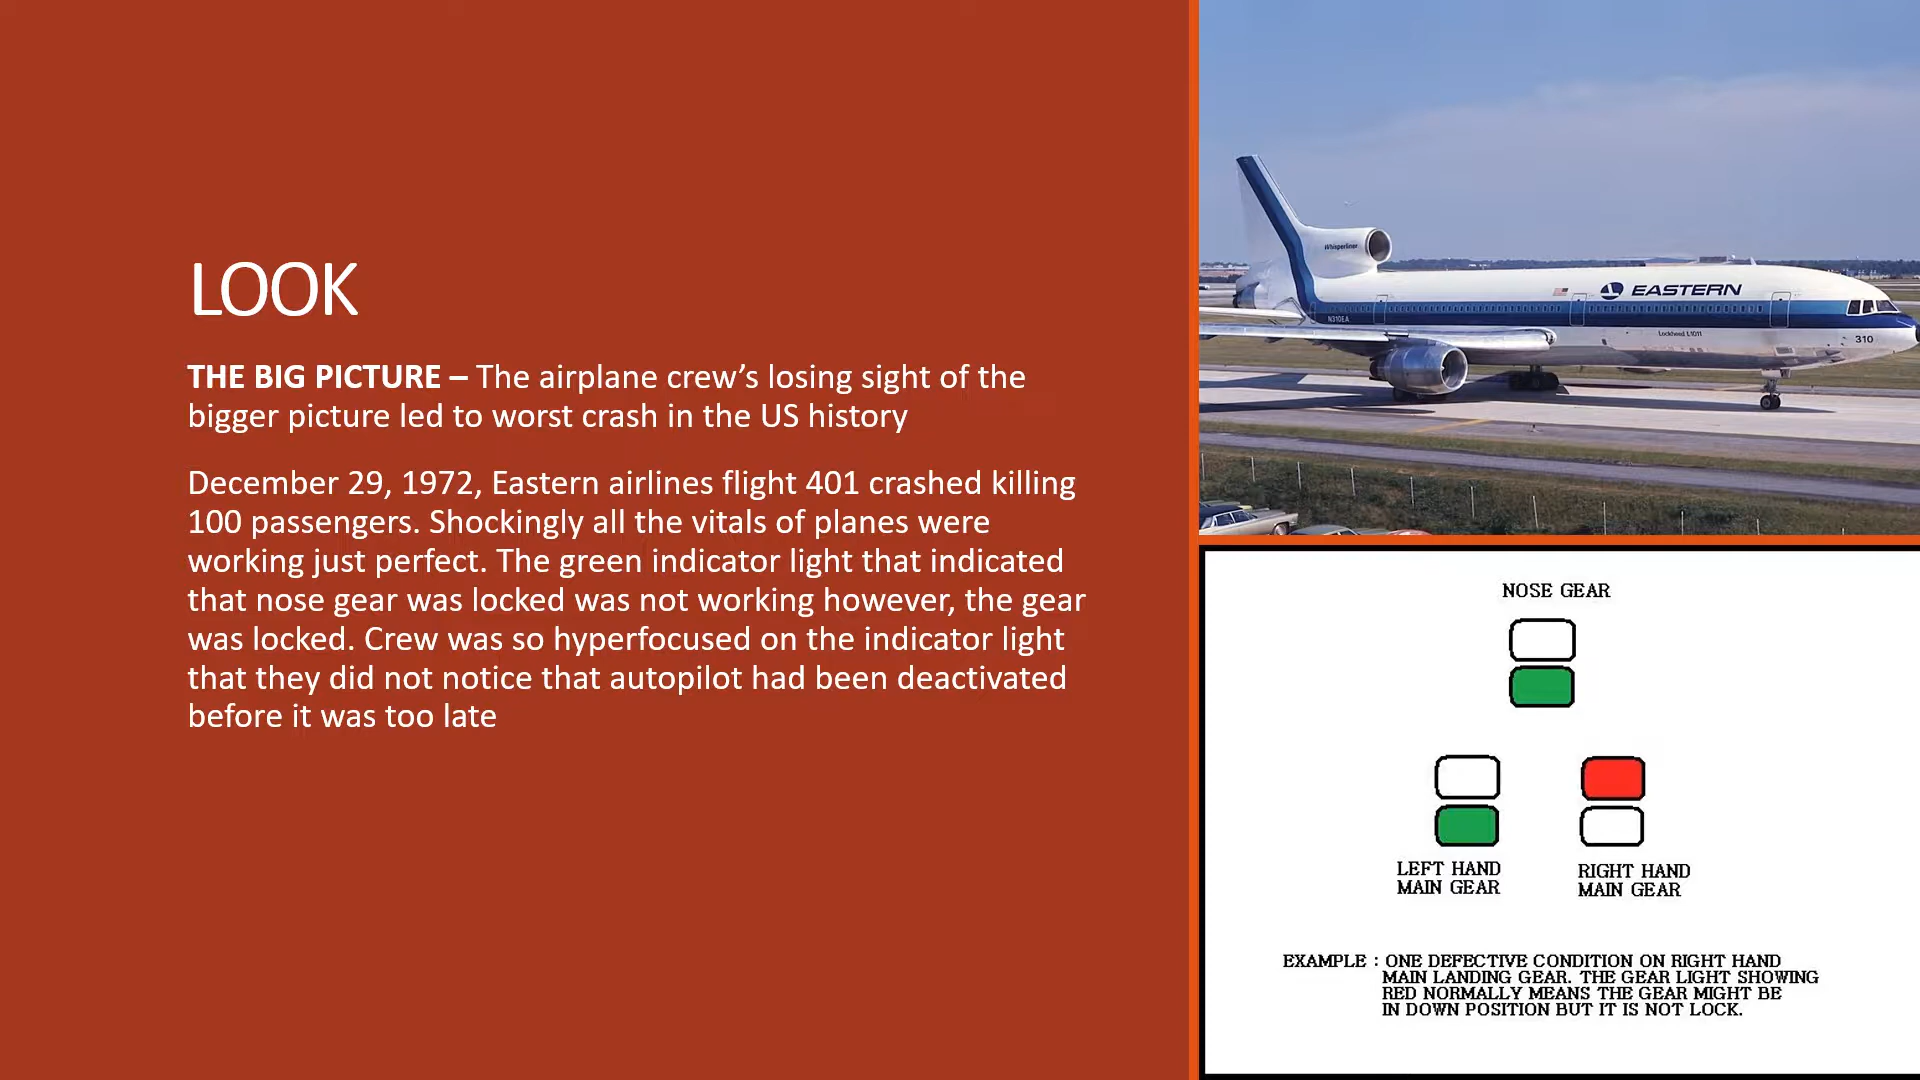 LOOK
THE BIG PICTURE – The airplane crew’s losing sight of the
bigger picture led to worst crash in the US history
December 29, 1972, Eastern airlines flight 401 crashed killing
100 passengers. Shockingly all the vitals of planes were
working just perfect. The green indicator light that indicated
that nose gear was locked was not working however, the gear
was locked. Crew was so hyperfocused on the indicator light
that they did not notice that autopilot had been deactivated
before it was too late
Whisperliner
EASTERN
N310EA
Lockheed L1011
310
NOSE GEAR
LEFT HAND
MAIN GEAR
RIGHT HAND
MAIN GEAR
EXAMPLE : ONE DEFECTIVE CONDITION ON RIGHT HAND
MAIN LANDING GEAR. THE GEAR LIGHT SHOWING
RED NORMALLY MEANS THE GEAR MIGHT BE
IN DOWN POSITION BUT IT IS NOT LOCK.